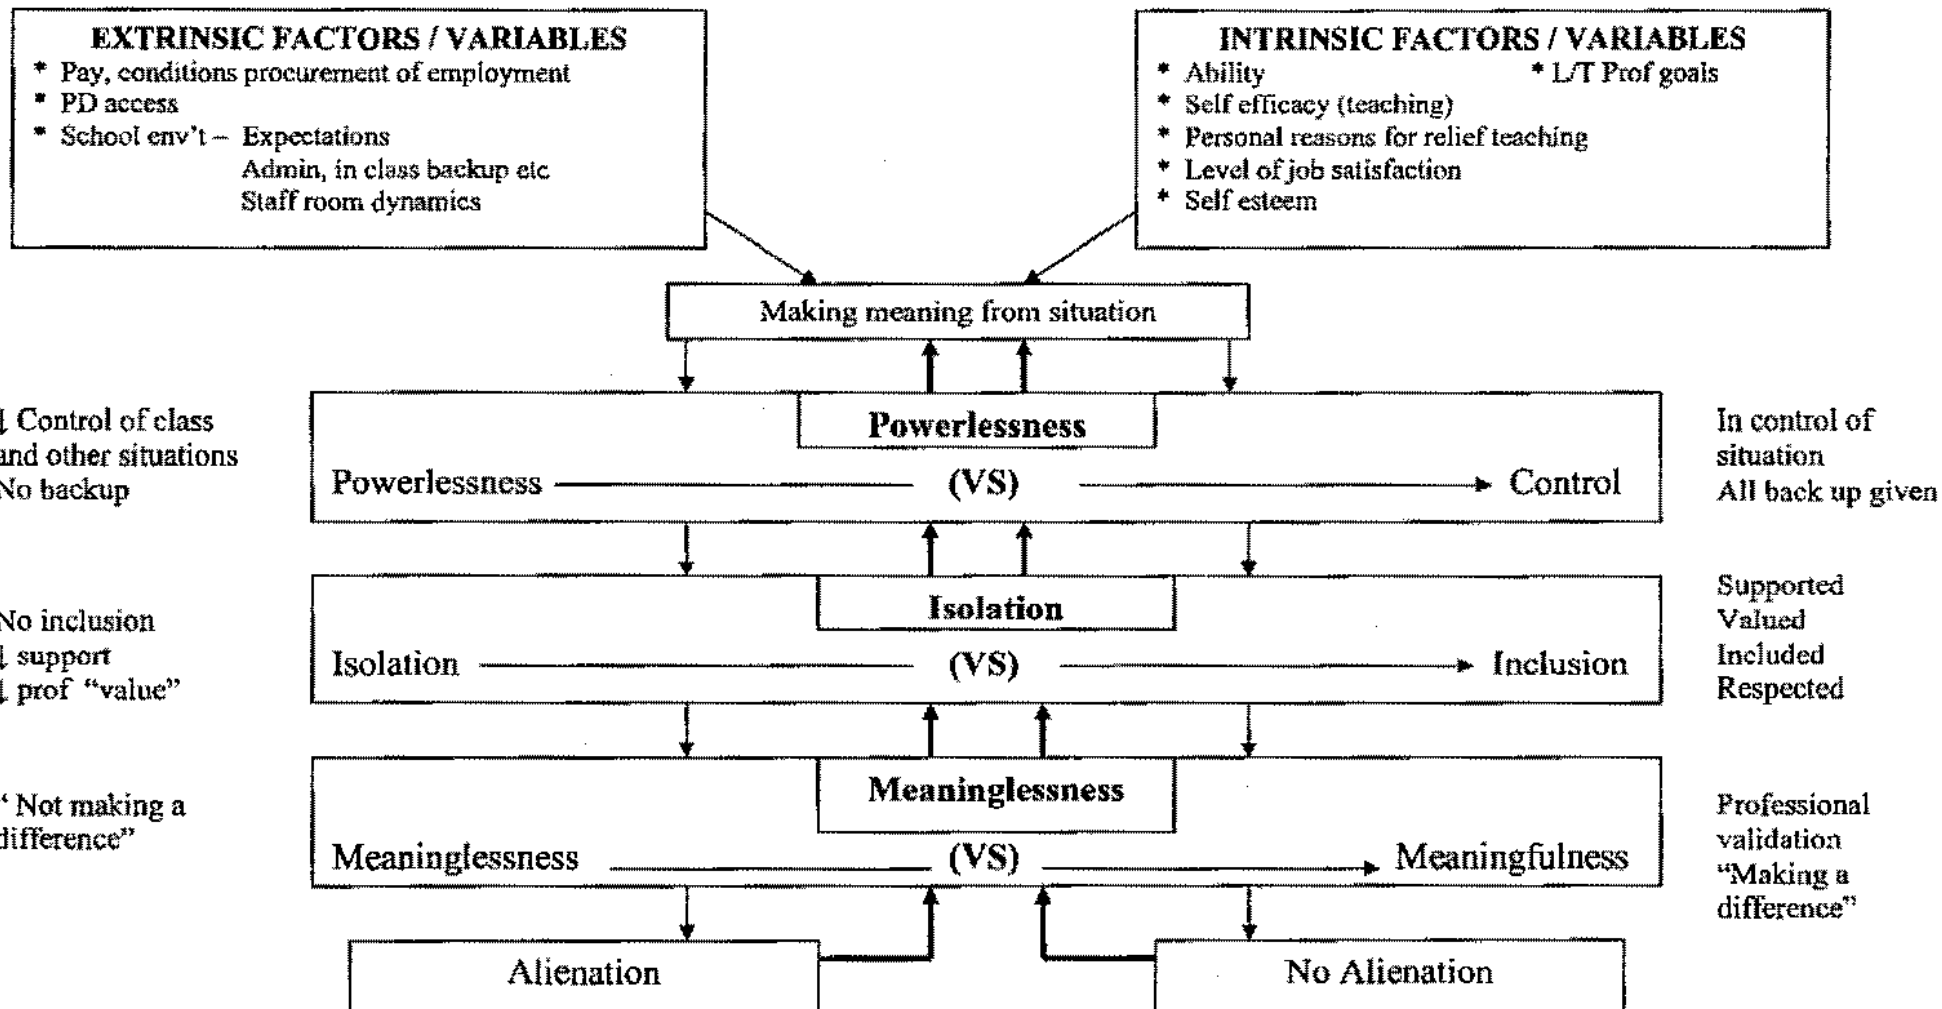 EXTRINSIC FACTORS / VARIABLES
* Pay, conditions procurement of employment
* PD access
* School env't – Expectations
Admin, in class backup etc
Staff room dynamics
INTRINSIC FACTORS / VARIABLES
* Ability * L/T Prof goals
* Self efficacy (teaching)
* Personal reasons for relief teaching
* Level of job satisfaction
* Self esteem
Making meaning from situation
↓ Control of class
and other situations
No backup
Powerlessness
Powerlessness (VS) Control
In control of
situation
All back up given
No inclusion
↓ support
↓ prof "value"
Isolation
Isolation (VS) Inclusion
Supported
Valued
Included
Respected
" Not making a
difference"
Meaninglessness
Meaninglessness (VS) Meaningfulness
Professional
validation
"Making a
difference"
Alienation
No Alienation